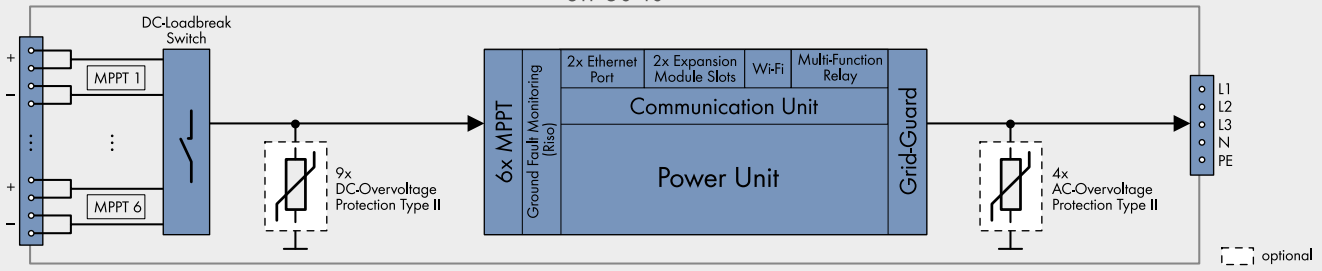 DC-Loadbreak
Switch
+
MPPT 1
−
...
...
+
MPPT 6
−
9x
DC-Overvoltage
Protection Type II
6x MPPT
Ground Fault Monitoring
(Riso)
2x Ethernet
Port
2x Expansion
Module Slots
Wi-Fi
Multi-Function
Relay
Communication Unit
Power Unit
Grid-Guard
4x
AC-Overvoltage
Protection Type II
L1
L2
L3
N
PE
optional